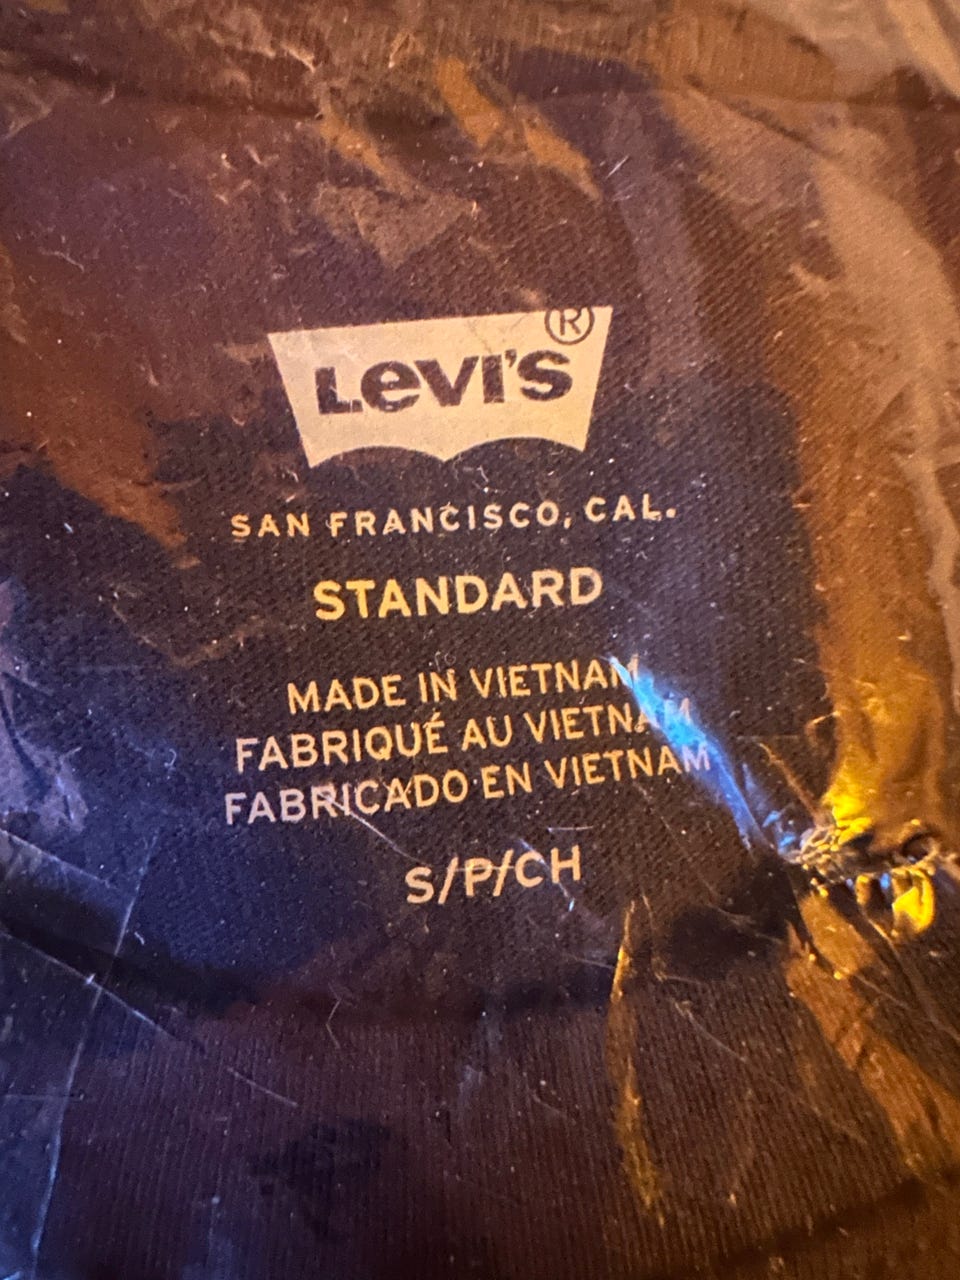 LEVI'S®
SAN FRANCISCO, CAL.
STANDARD
MADE IN VIETNAM
FABRIQUÉ AU VIETNAM
FABRICADO EN VIETNAM
S/P/CH